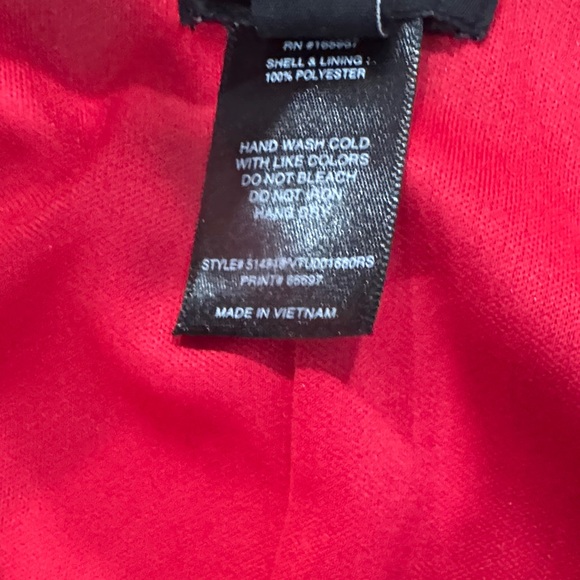 SHELL & LINING :
100% POLYESTER
HAND WASH COLD
WITH LIKE COLORS
DO NOT BLEACH
DO NOT IRON
HANG DRY
STYLE#
PRINT#
MADE IN VIETNAM